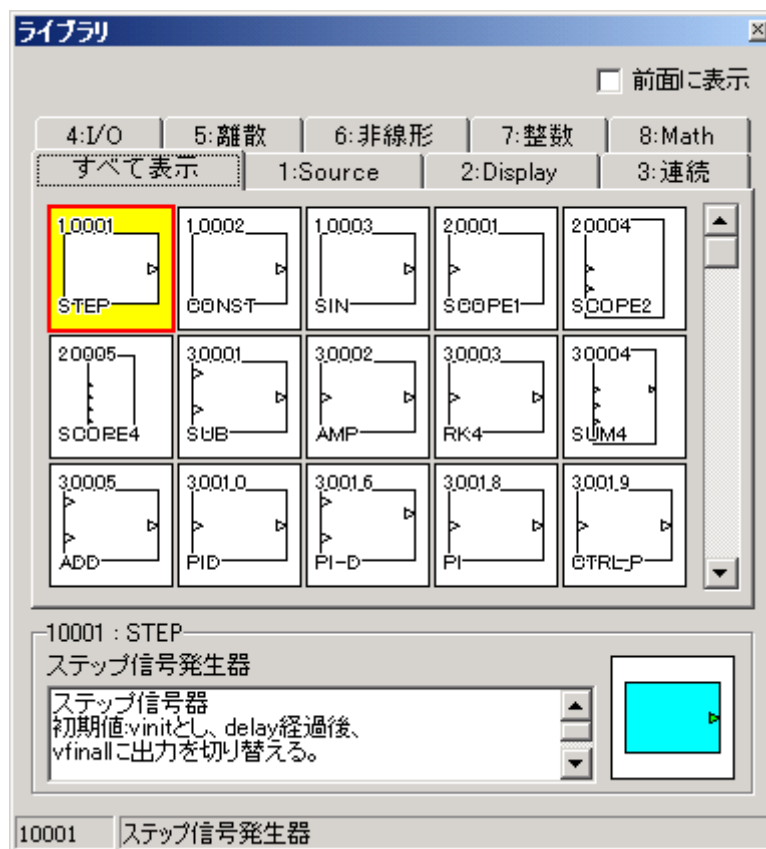 ライブラリ
前面に表示
4:I/O 5:離散 6:非線形 7:整数 8:Math
すべて表示 1:Source 2:Display 3:連続
10001 10002 10003 20001 20004
STEP CONST SIN SCOPE1 SCOPE2
20005 30001 30002 30003 30004
SCOPE4 SUB AMP RK4 SUM4
30005 30010 30016 30018 30019
ADD PID PI-D PI CTRL_P
10001 : STEP
ステップ信号発生器
ステップ信号器
初期値:vinitとし、delay経過後、
vfinalに出力を切り替える。
10001 ステップ信号発生器